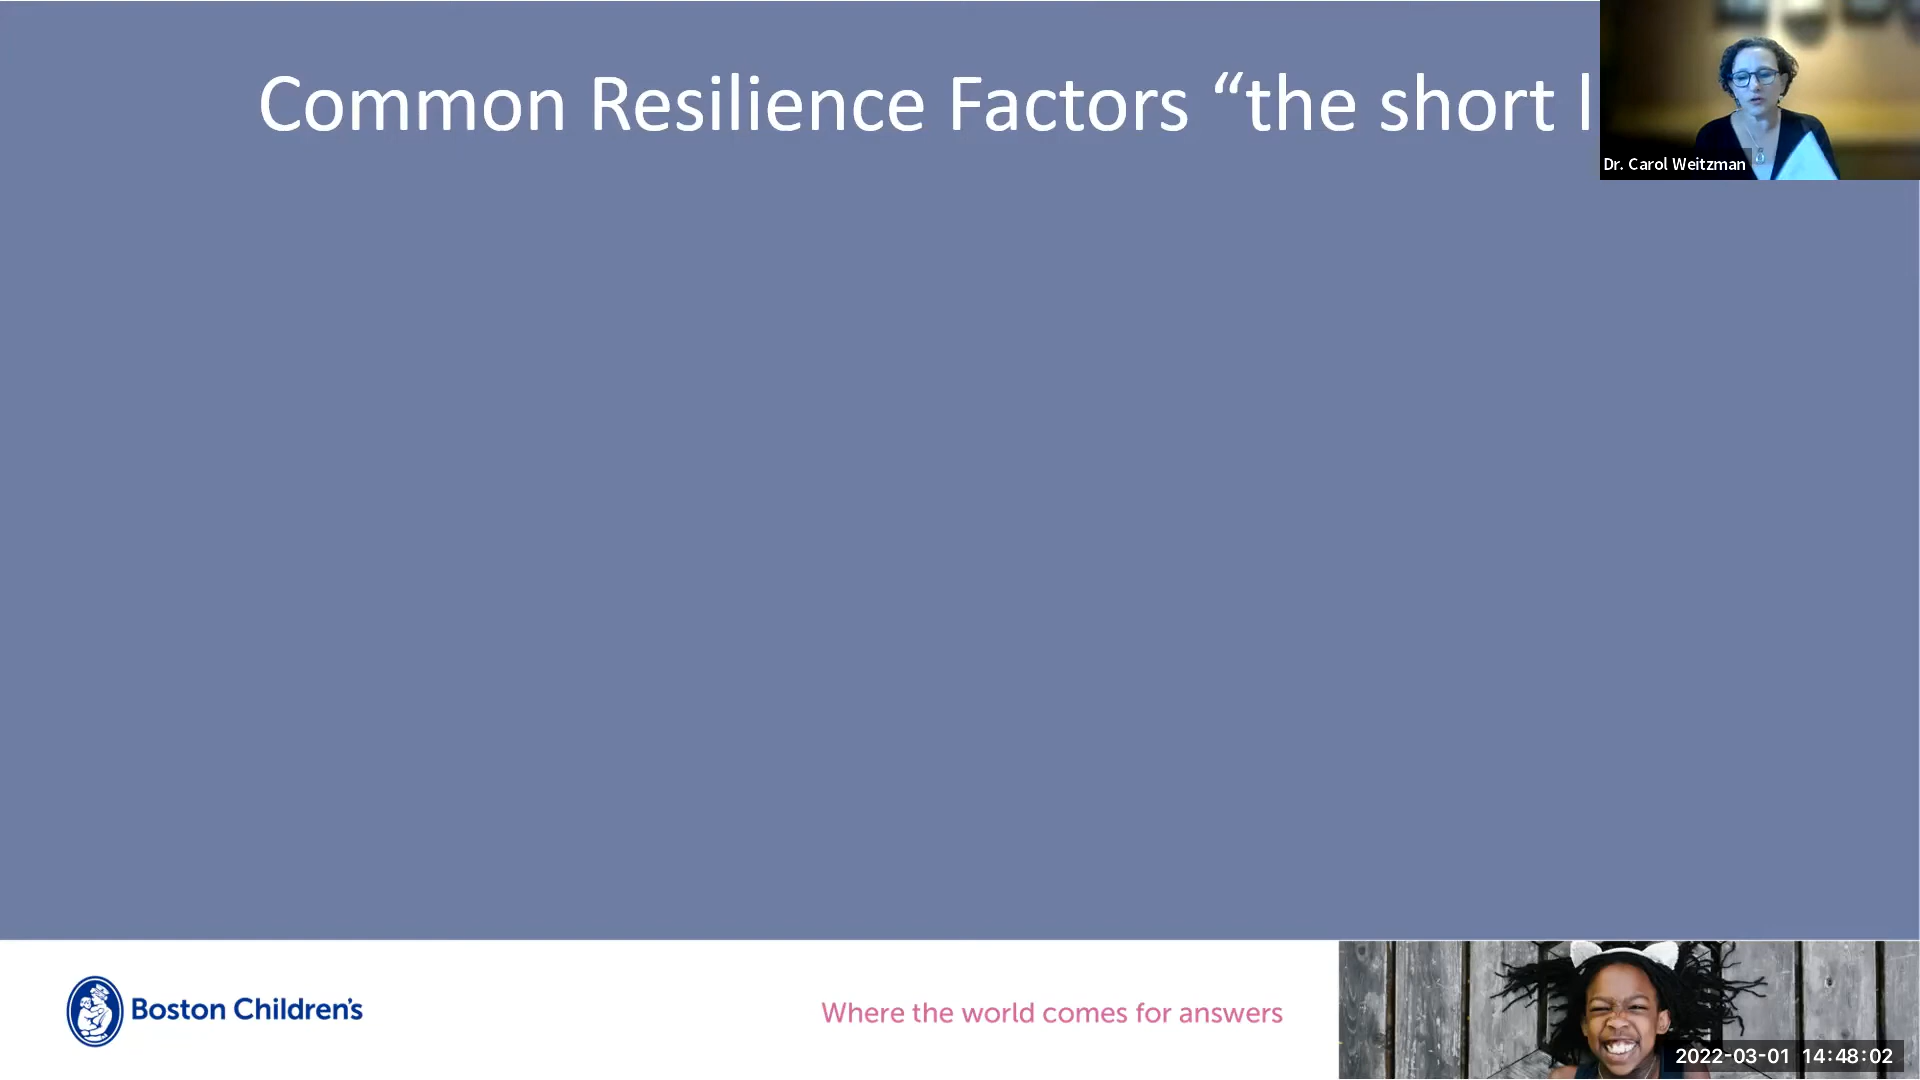 Common Resilience Factors “the short l
Dr. Carol Weitzman
Boston Children's
Where the world comes for answers
2022-03-01 14:48:02